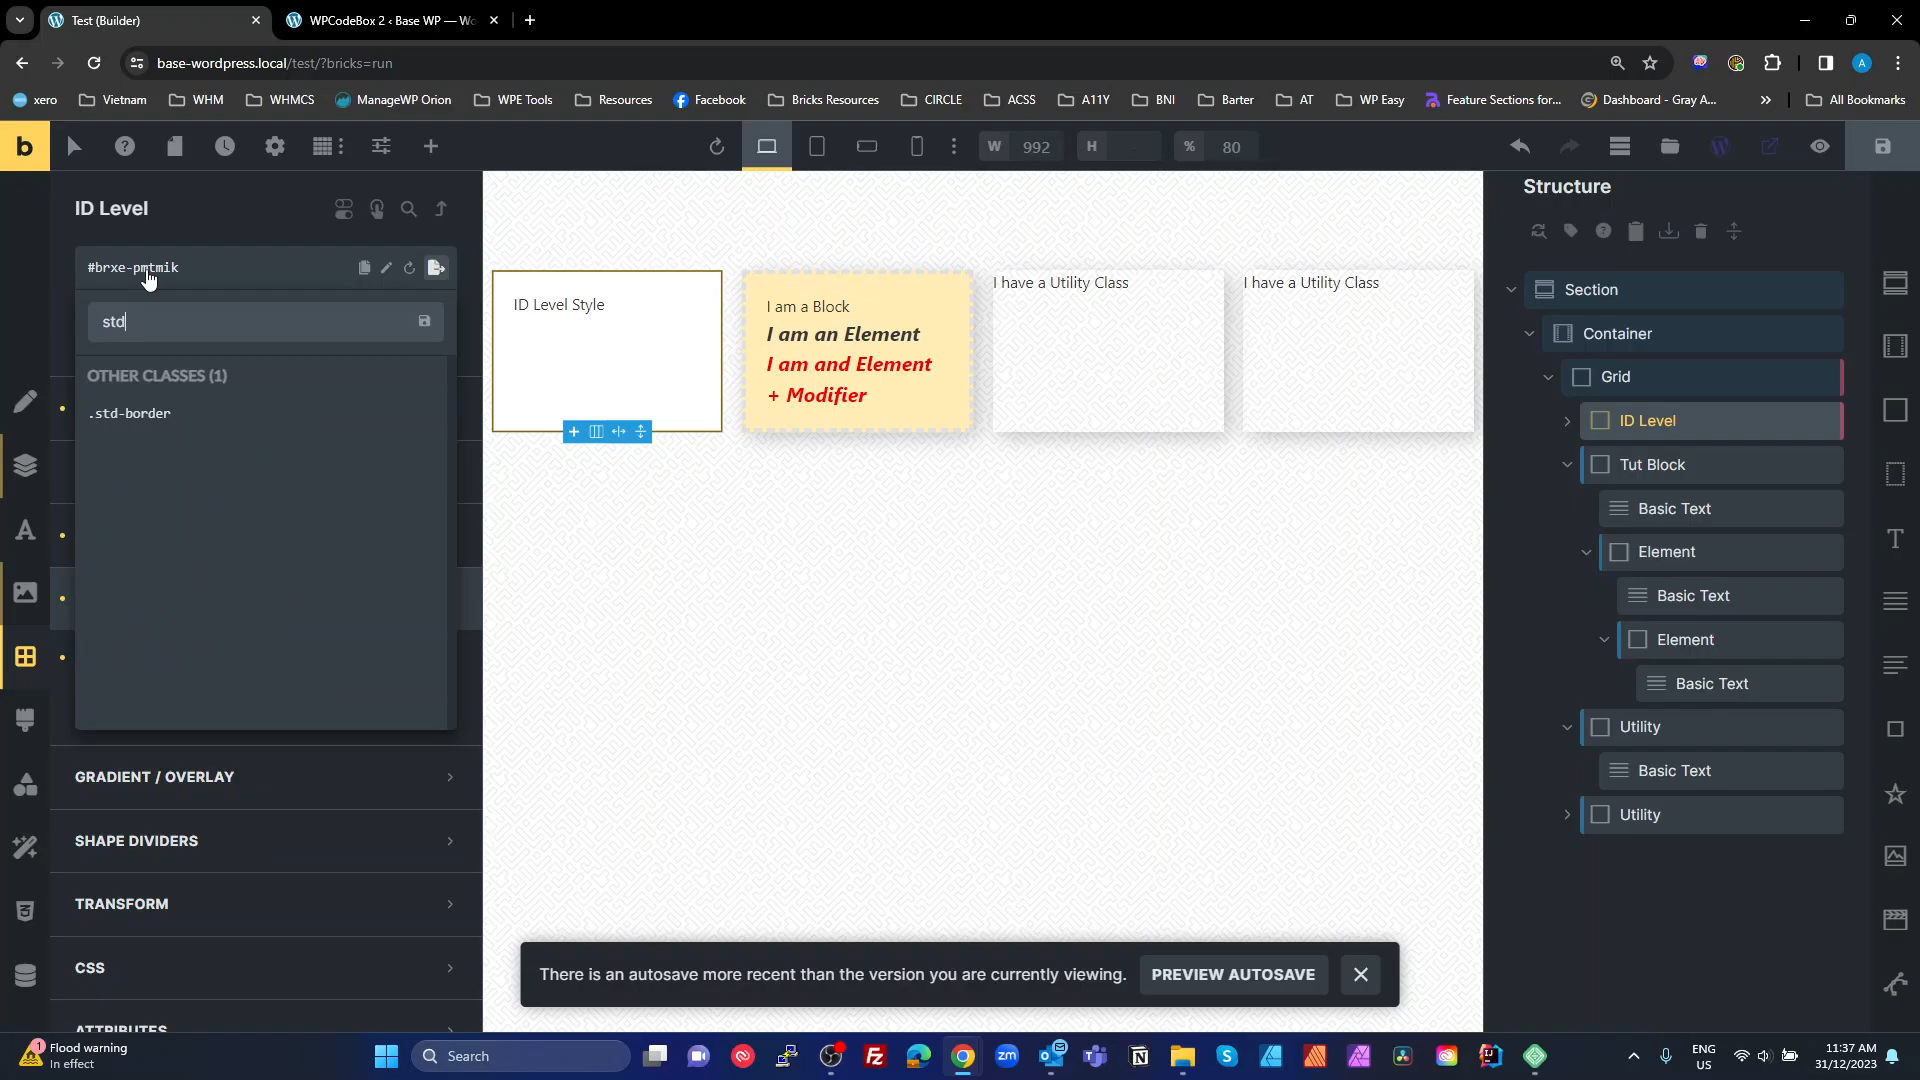 Test (Builder)
WPCodeBox 2 ‹ Base WP — Wo
base-wordpress.local/test/?bricks=run
xero
Vietnam
WHM
WHMCS
ManageWP Orion
WPE Tools
Resources
Facebook
Bricks Resources
CIRCLE
ACSS
A11Y
BNI
Barter
AT
WP Easy
Feature Sections for...
Dashboard - Gray A...
»
All Bookmarks
b
W 992
H
% 80
ID Level
#brxe-pmtmik
std
OTHER CLASSES (1)
.std-border
GRADIENT / OVERLAY
SHAPE DIVIDERS
TRANSFORM
CSS
ATTRIBUTES
ID Level Style
I am a Block
I am an Element
I am and Element
+ Modifier
I have a Utility Class
I have a Utility Class
There is an autosave more recent than the version you are currently viewing.
PREVIEW AUTOSAVE
Structure
Section
Container
Grid
ID Level
Tut Block
Basic Text
Element
Basic Text
Element
Basic Text
Utility
Basic Text
Utility
1
Flood warning
In effect
Search
zm
ENG
US
11:37 AM
31/12/2023